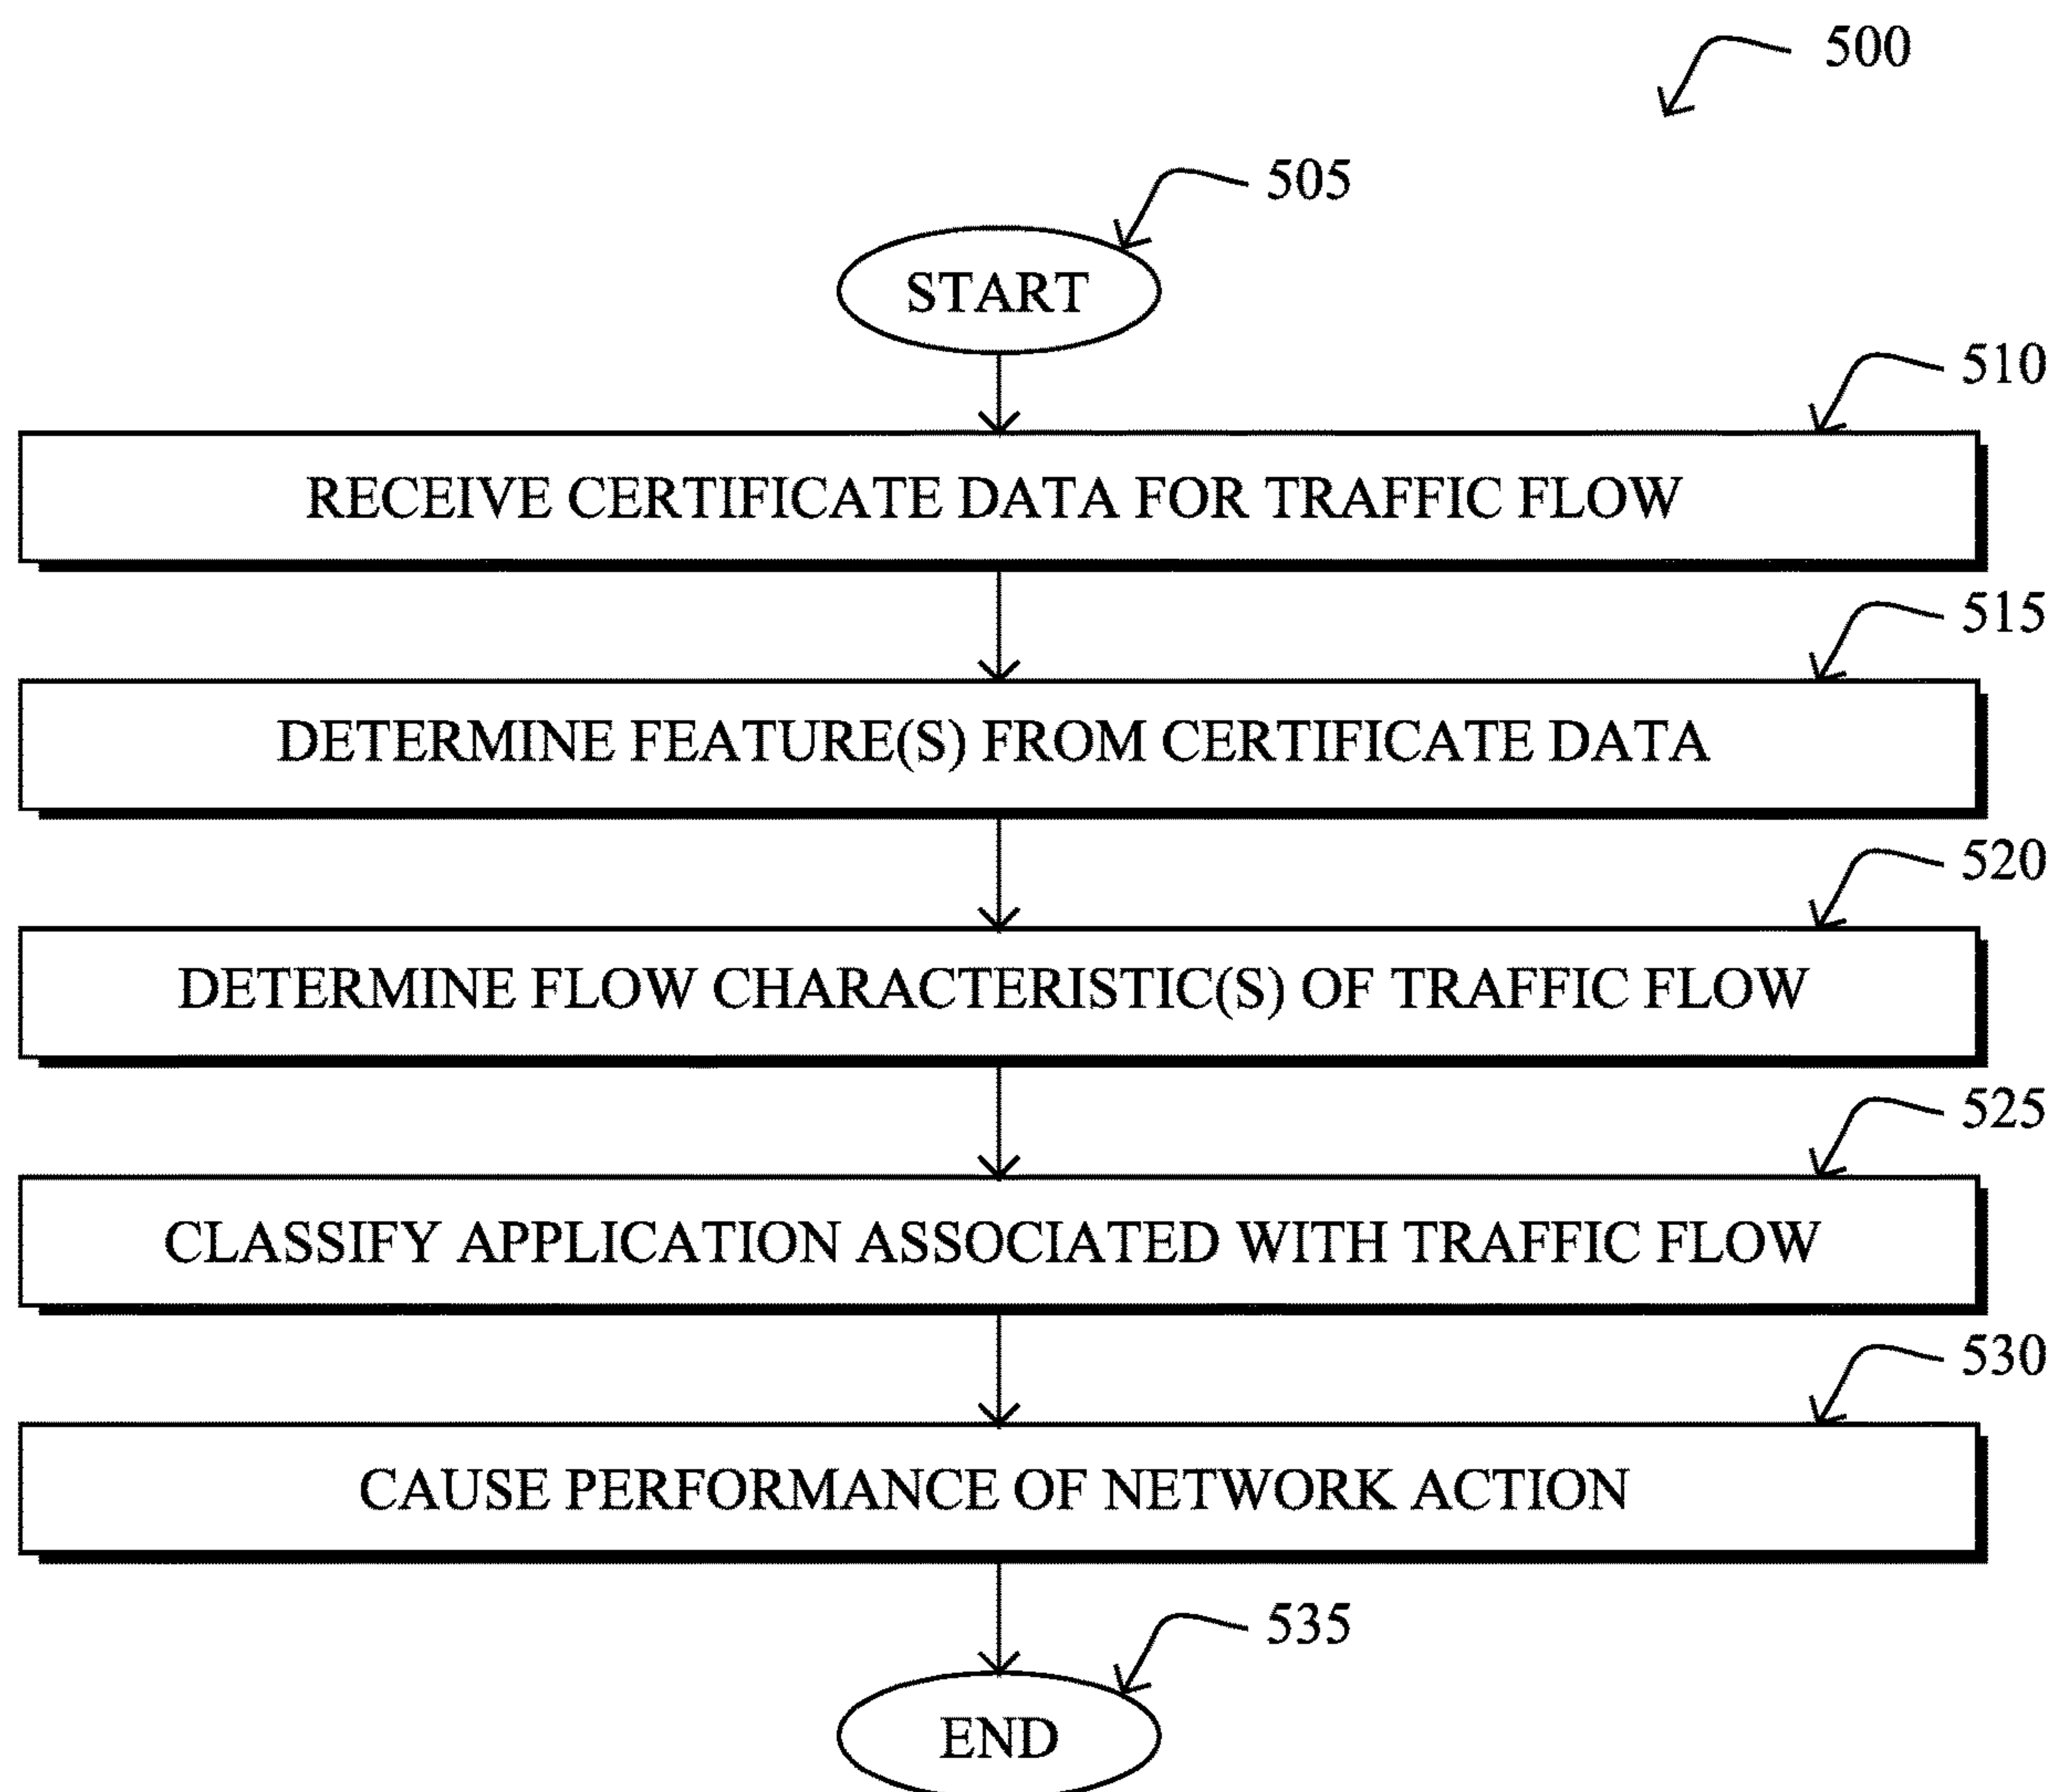 500
505
START
510
RECEIVE CERTIFICATE DATA FOR TRAFFIC FLOW
515
DETERMINE FEATURE(S) FROM CERTIFICATE DATA
520
DETERMINE FLOW CHARACTERISTIC(S) OF TRAFFIC FLOW
525
CLASSIFY APPLICATION ASSOCIATED WITH TRAFFIC FLOW
530
CAUSE PERFORMANCE OF NETWORK ACTION
535
END